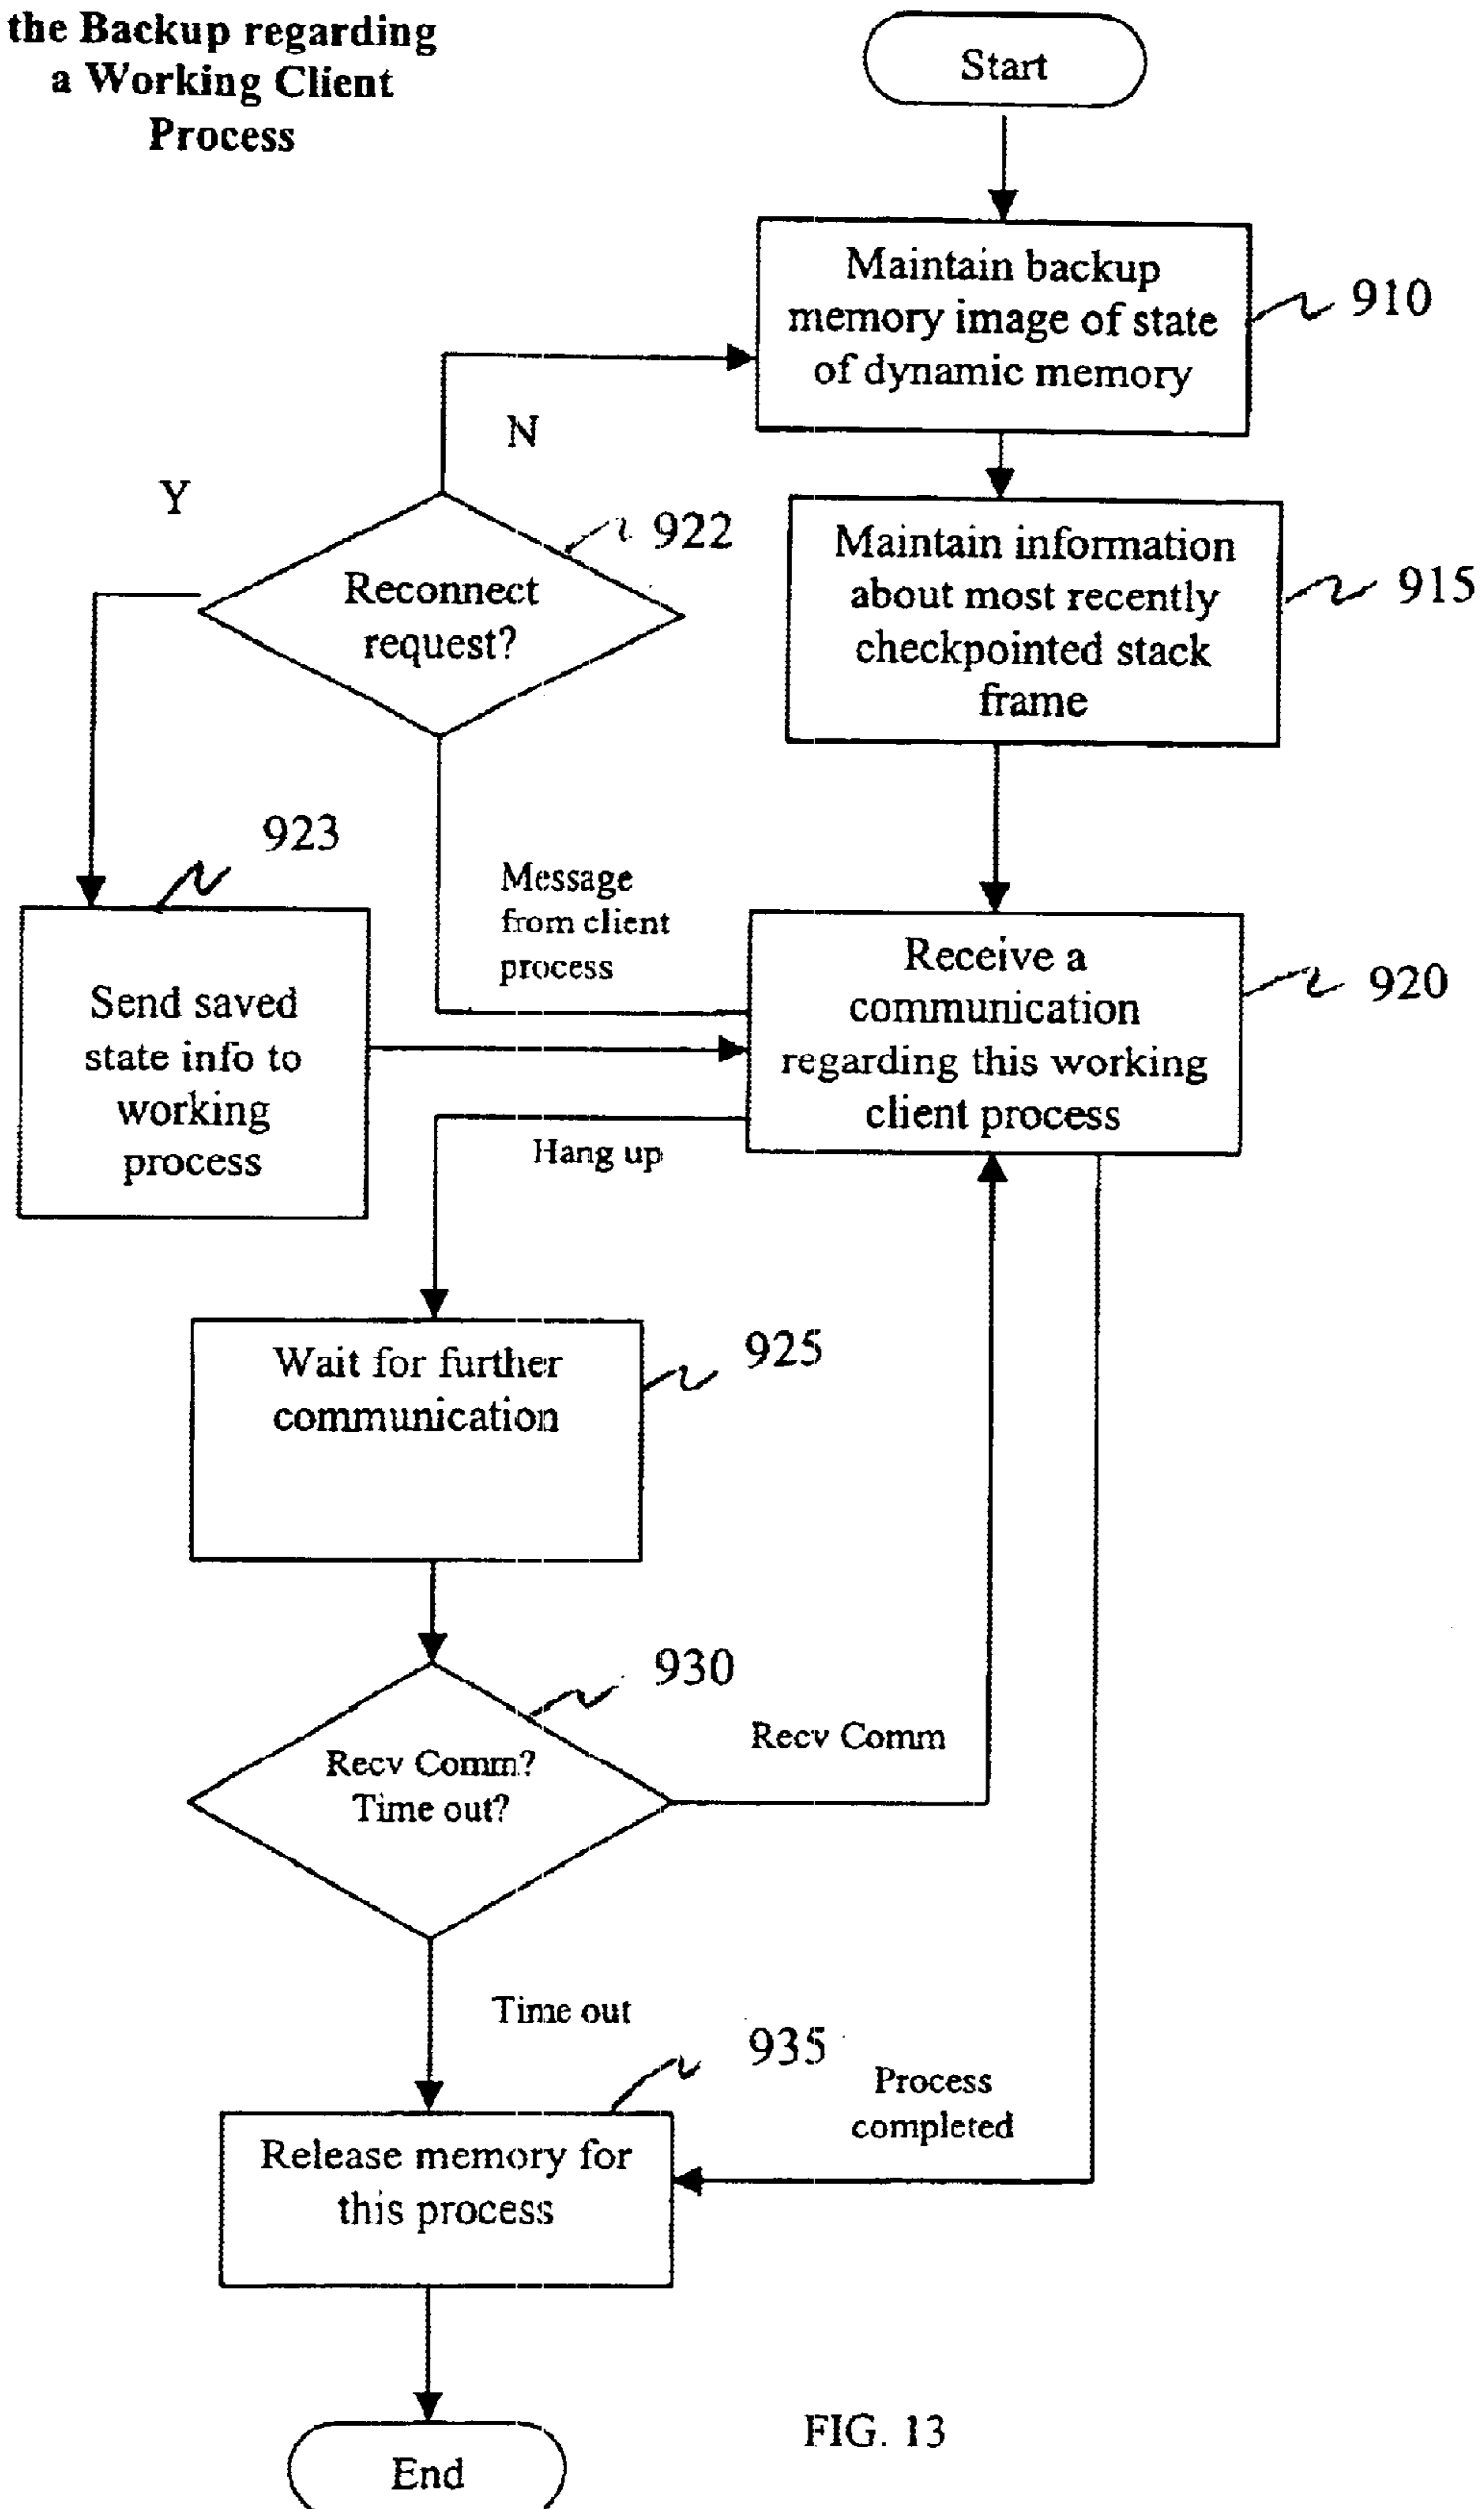 the Backup regarding
a Working Client
Process
Start
Maintain backup
memory image of state
of dynamic memory
910
N
Y
922
Reconnect
request?
Maintain information
about most recently
checkpointed stack
frame
915
923
Message
from client
process
Send saved
state info to
working
process
Receive a
communication
regarding this working
client process
920
Hang up
Wait for further
communication
925
930
Recv Comm?
Time out?
Recv Comm
Time out
935
Process
completed
Release memory for
this process
End
FIG. 13